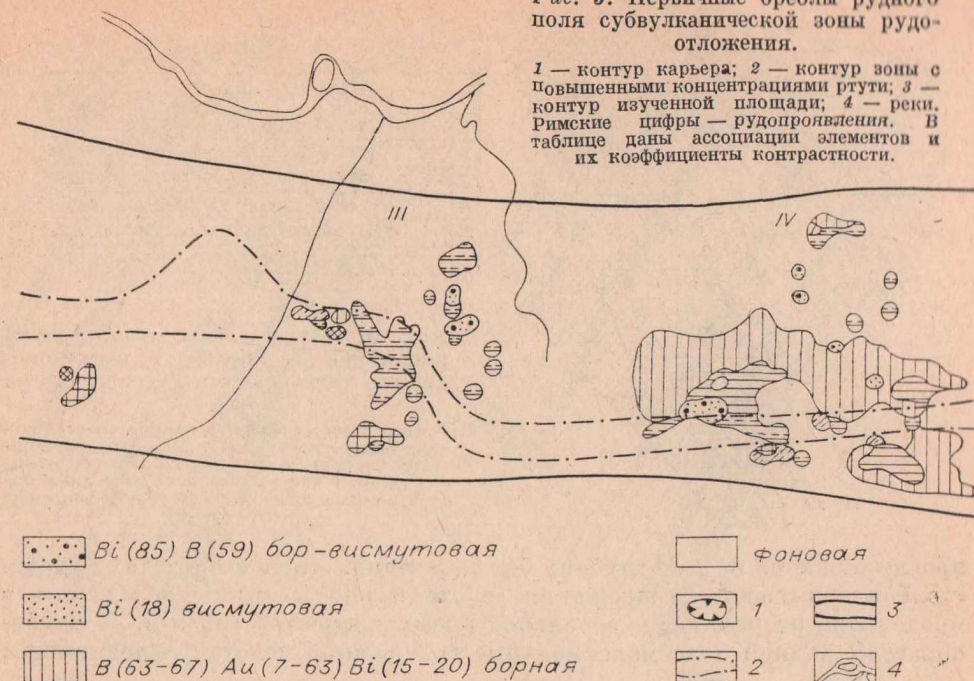 Рис. 3. Первичные ореолы рудного
поля субвулканической зоны рудо-
отложения.
1 — контур карьера; 2 — контур зоны с
повышенными концентрациями ртути; 3 —
контур изученной площади; 4 — реки.
Римские цифры — рудопроявления. В
таблице даны ассоциации элементов и
их коэффициенты контрастности.
III
IV
Bi (85) B (59) бор-висмутовая
Bi (18) висмутовая
B (63-67) Au (7-63) Bi (15-20) борная
фоновая
1
3
2
4